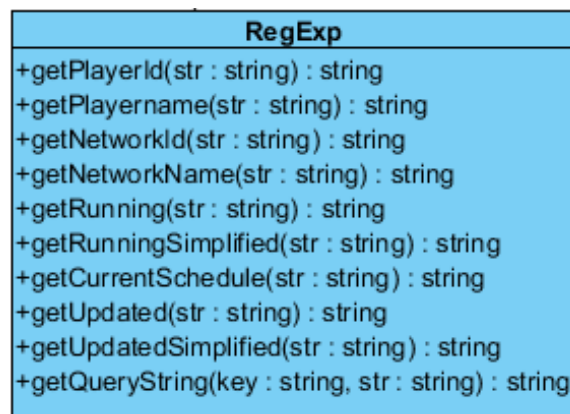 RegExp
+getPlayerId(str : string) : string
+getPlayername(str : string) : string
+getNetworkId(str : string) : string
+getNetworkName(str : string) : string
+getRunning(str : string) : string
+getRunningSimplified(str : string) : string
+getCurrentSchedule(str : string) : string
+getUpdated(str : string) : string
+getUpdatedSimplified(str : string) : string
+getQueryString(key : string, str : string) : string